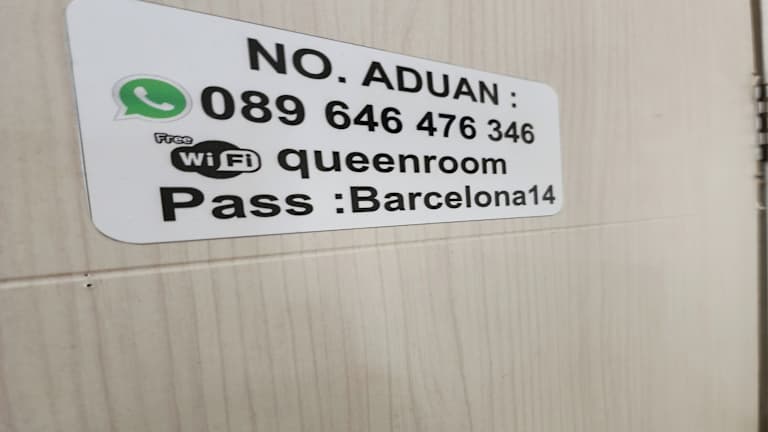 NO. ADUAN :
089 646 476 346
Free WiFi queenroom
Pass :Barcelona14